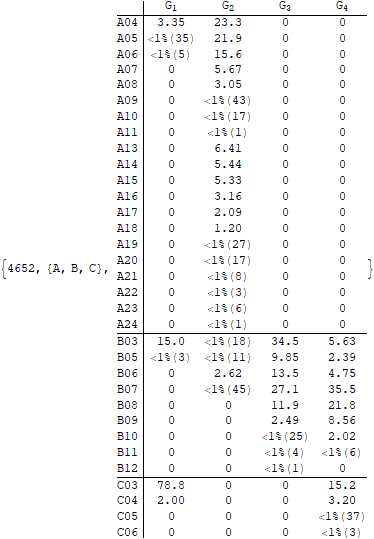 G₁ G₂ G₃ G₄
A04 3.35 23.3 0 0
A05 <1%(35) 21.9 0 0
A06 <1%(5) 15.6 0 0
A07 0 5.67 0 0
A08 0 3.05 0 0
A09 0 <1%(43) 0 0
A10 0 <1%(17) 0 0
A11 0 <1%(1) 0 0
A13 0 6.41 0 0
A14 0 5.44 0 0
A15 0 5.33 0 0
A16 0 3.16 0 0
A17 0 2.09 0 0
A18 0 1.20 0 0
A19 0 <1%(27) 0 0
{4652, {A, B, C}, A20 0 <1%(17) 0 0 }
A21 0 <1%(8) 0 0
A22 0 <1%(3) 0 0
A23 0 <1%(6) 0 0
A24 0 <1%(1) 0 0
B03 15.0 <1%(18) 34.5 5.63
B05 <1%(3) <1%(11) 9.85 2.39
B06 0 2.62 13.5 4.75
B07 0 <1%(45) 27.1 35.5
B08 0 0 11.9 21.8
B09 0 0 2.49 8.56
B10 0 0 <1%(25) 2.02
B11 0 0 <1%(4) <1%(6)
B12 0 0 <1%(1) 0
C03 78.8 0 0 15.2
C04 2.00 0 0 3.20
C05 0 0 0 <1%(37)
C06 0 0 0 <1%(3)